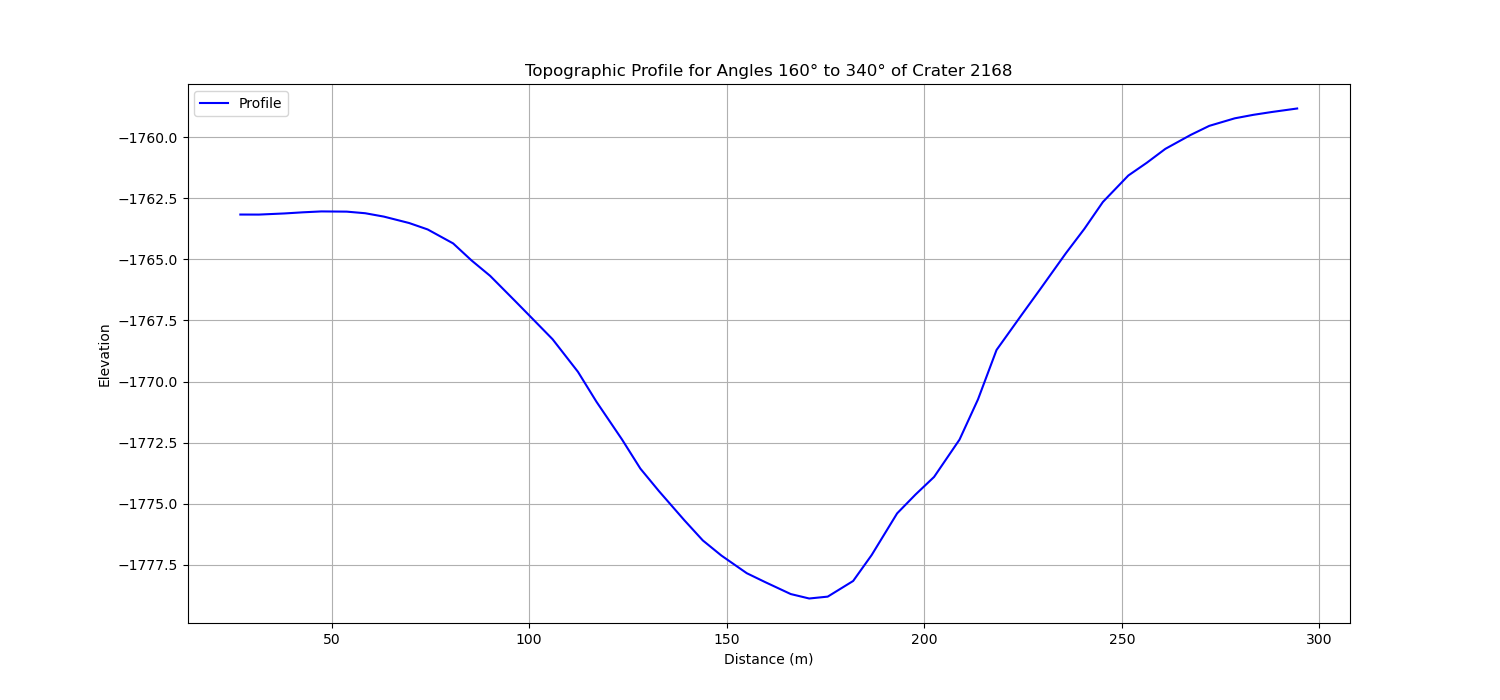 Topographic Profile for Angles 160° to 340° of Crater 2168
Profile
−1760.0
−1762.5
−1765.0
−1767.5
−1770.0
−1772.5
−1775.0
−1777.5
Elevation
50 100 150 200 250 300
Distance (m)